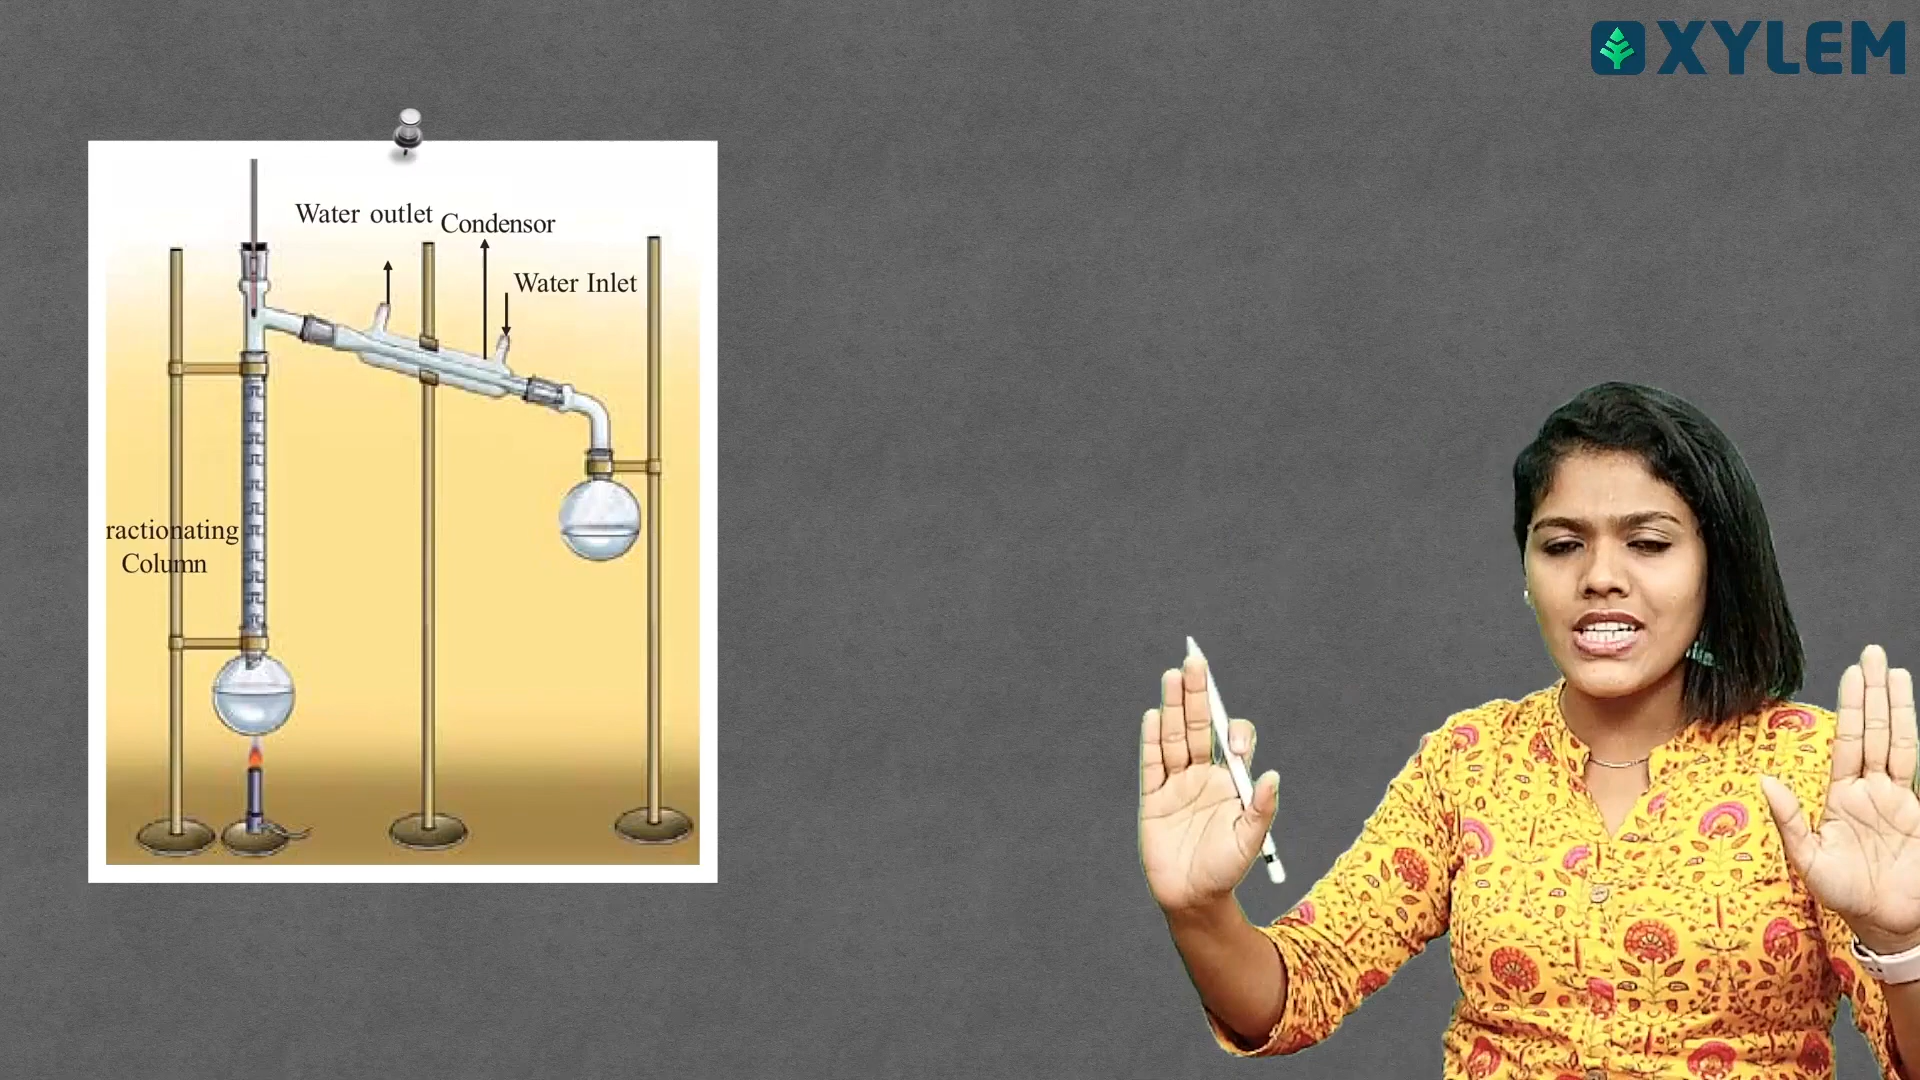 XYLEM
Water outlet
Condensor
Water Inlet
ractionating
Column